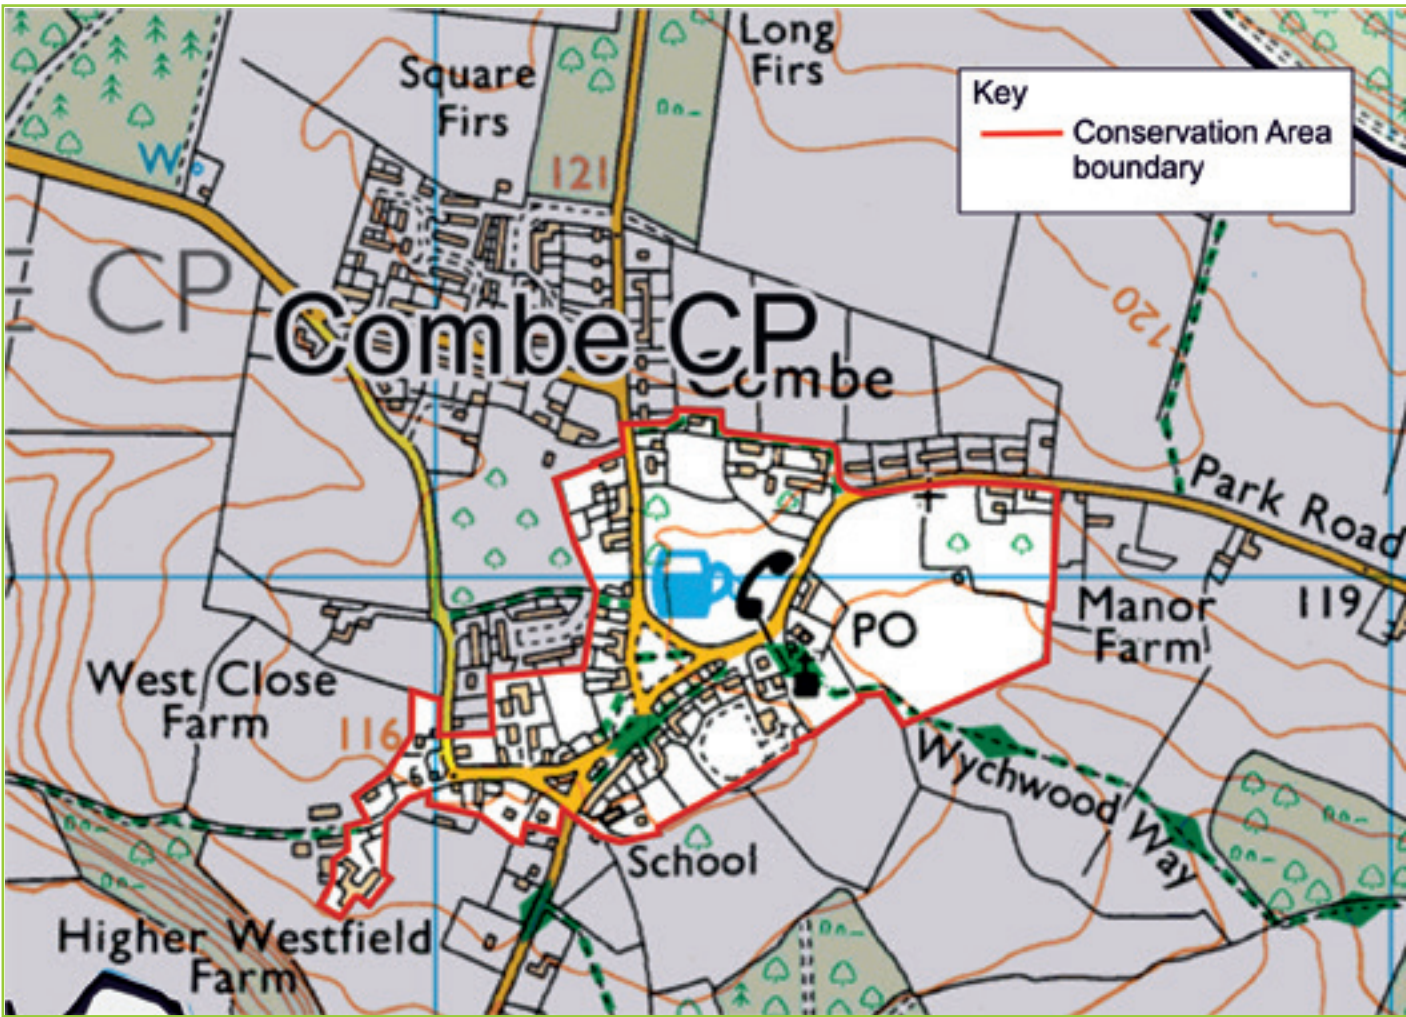 Long
Firs
Square
Firs
Key
Conservation Area
boundary
W
121
CP
120
Combe CP
Combe
Park Road
PO
Manor
Farm
119
West Close
Farm
116
Wychwood Way
School
Higher Westfield
Farm